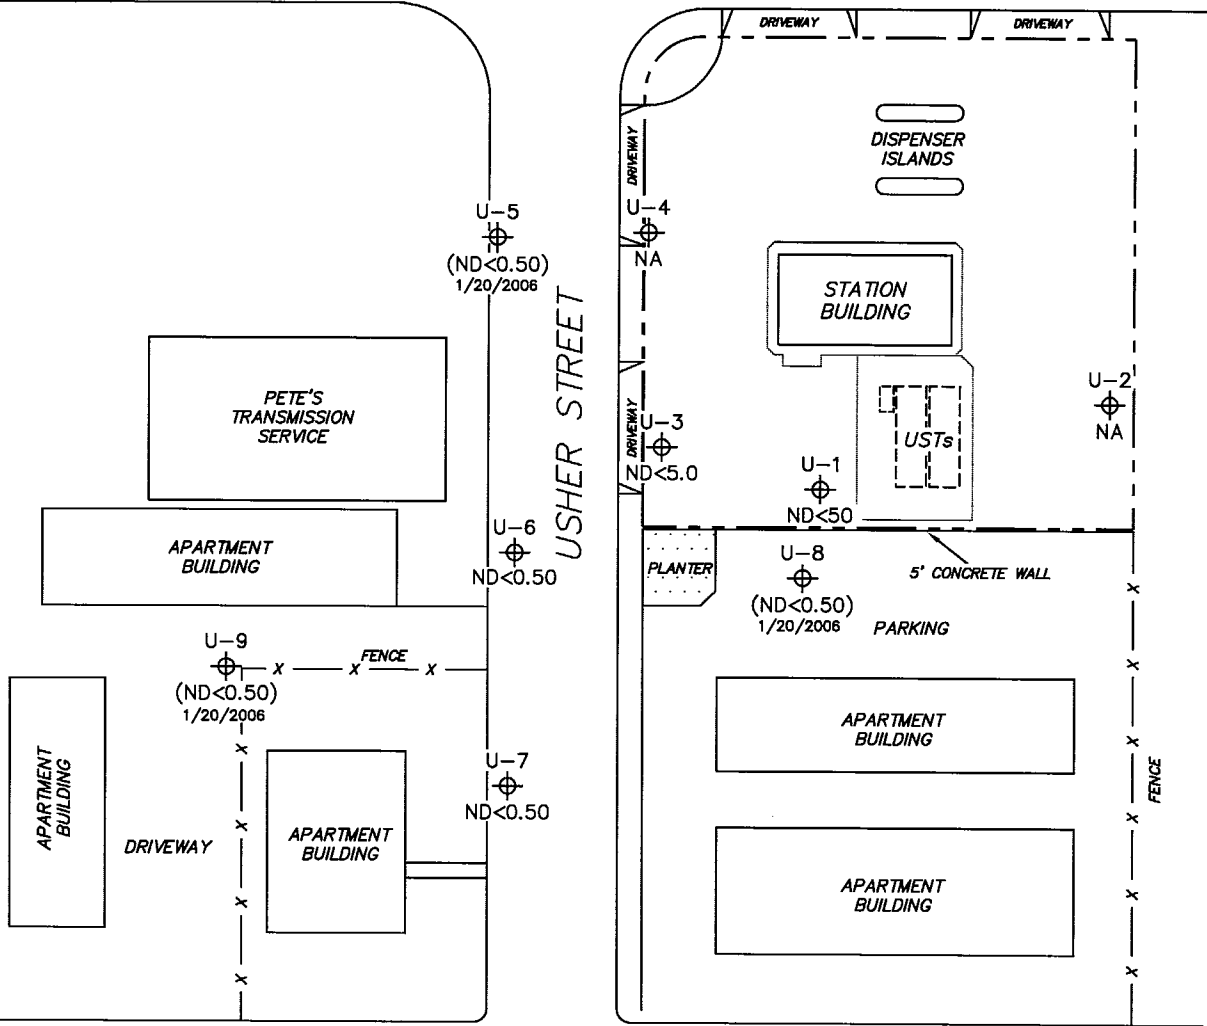 DRIVEWAY
DRIVEWAY
DRIVEWAY
DISPENSER
ISLANDS
U-5
(ND<0.50)
1/20/2006
U-4
NA
STATION
BUILDING
USHER STREET
PETE'S
TRANSMISSION
SERVICE
DRIVEWAY
U-3
ND<5.0
U-2
NA
USTs
U-1
ND<50
APARTMENT
BUILDING
U-6
ND<0.50
PLANTER
U-8
(ND<0.50)
1/20/2006
5' CONCRETE WALL
PARKING
U-9
(ND<0.50)
1/20/2006
X
X
X
FENCE
X
X
X
X
APARTMENT
BUILDING
DRIVEWAY
APARTMENT
BUILDING
U-7
ND<0.50
APARTMENT
BUILDING
APARTMENT
BUILDING
X
X
X
X
X
X
FENCE